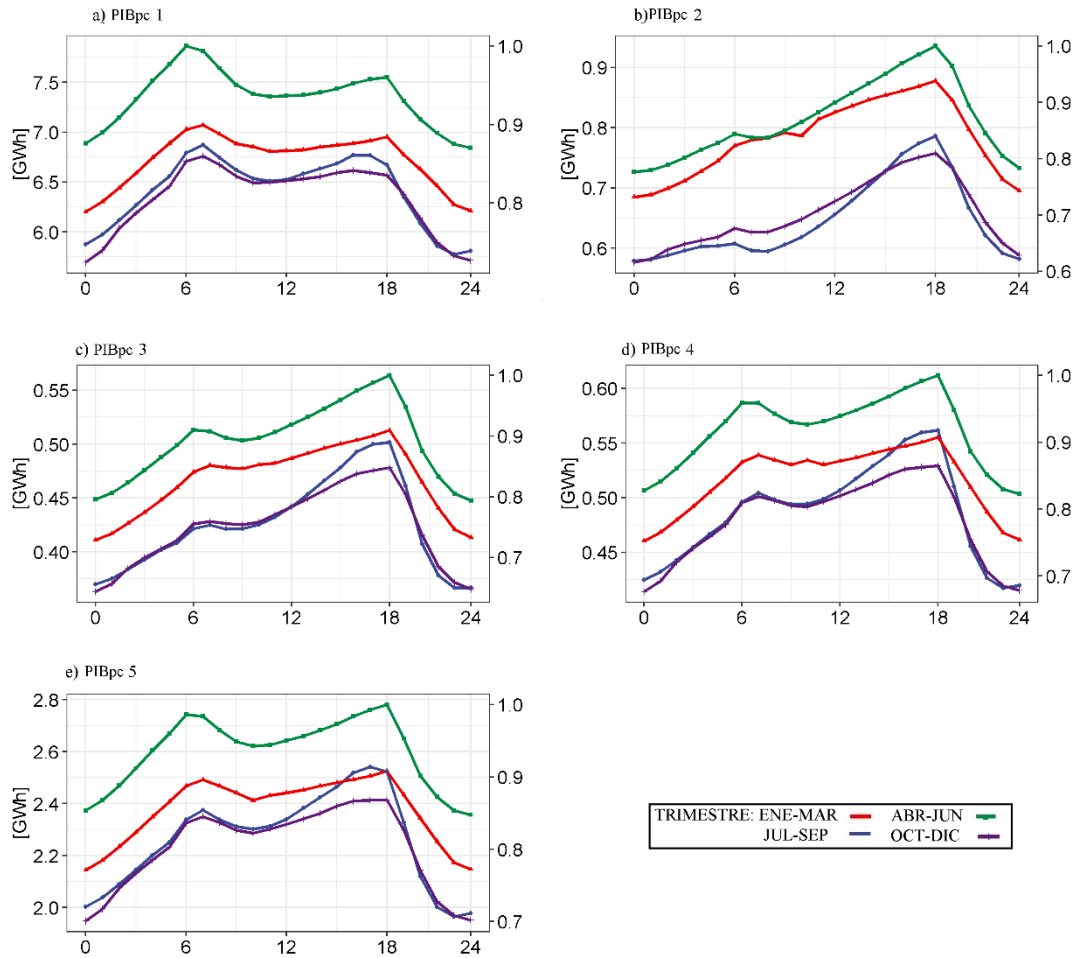 a) PIBpc 1
[GWh]
7.5
7.0
6.5
6.0
1.0
0.9
0.8
0 6 12 18 24
b)PIBpc 2
[GWh]
0.9
0.8
0.7
0.6
1.0
0.9
0.8
0.7
0.6
0 6 12 18 24
c) PIBpc 3
[GWh]
0.55
0.50
0.45
0.40
1.0
0.9
0.8
0.7
0 6 12 18 24
d) PIBpc 4
[GWh]
0.60
0.55
0.50
0.45
1.0
0.9
0.8
0.7
0 6 12 18 24
e) PIBpc 5
[GWh]
2.8
2.6
2.4
2.2
2.0
1.0
0.9
0.8
0.7
0 6 12 18 24
TRIMESTRE: ENE-MAR ABR-JUN
JUL-SEP OCT-DIC